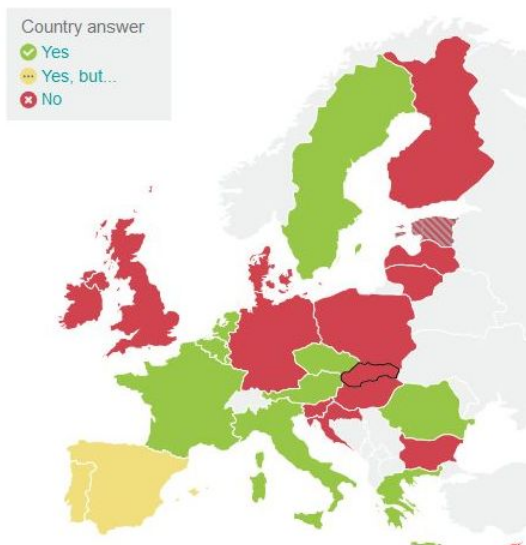 Country answer
Yes
Yes, but...
No